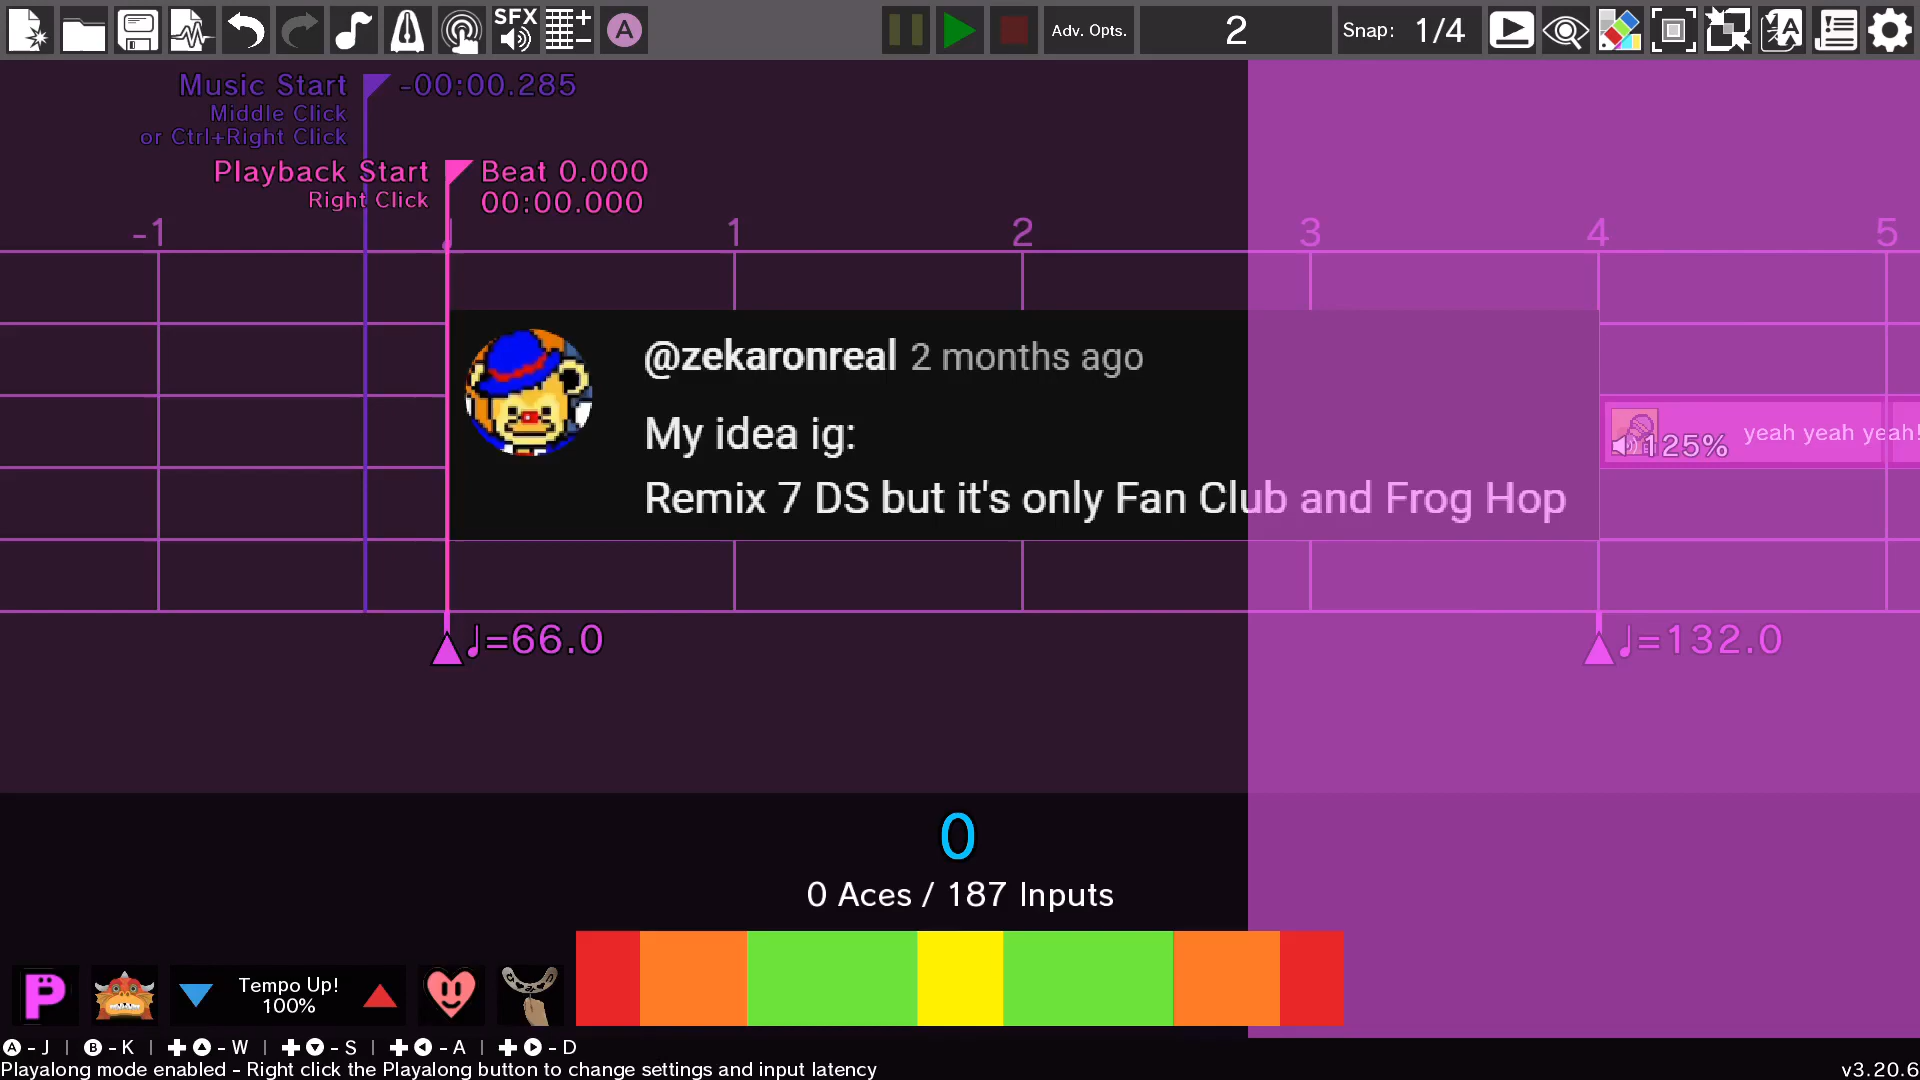 SFX
A
Adv. Opts.
2
Snap: 1/4
A
Music Start
-00:00.285
Middle Click
or Ctrl+Right Click
Playback Start
Beat 0.000
Right Click
00:00.000
-1
1
2
3
4
5
@zekaronreal 2 months ago
My idea ig:
Remix 7 DS but it's only Fan Club and Frog Hop
125%
yeah yeah yeah!
♩=66.0
♩=132.0
0
0 Aces / 187 Inputs
P
Tempo Up!
100%
A - J | B - K | - W | - S | - A | - D
Playalong mode enabled - Right click the Playalong button to change settings and input latency
v3.20.6